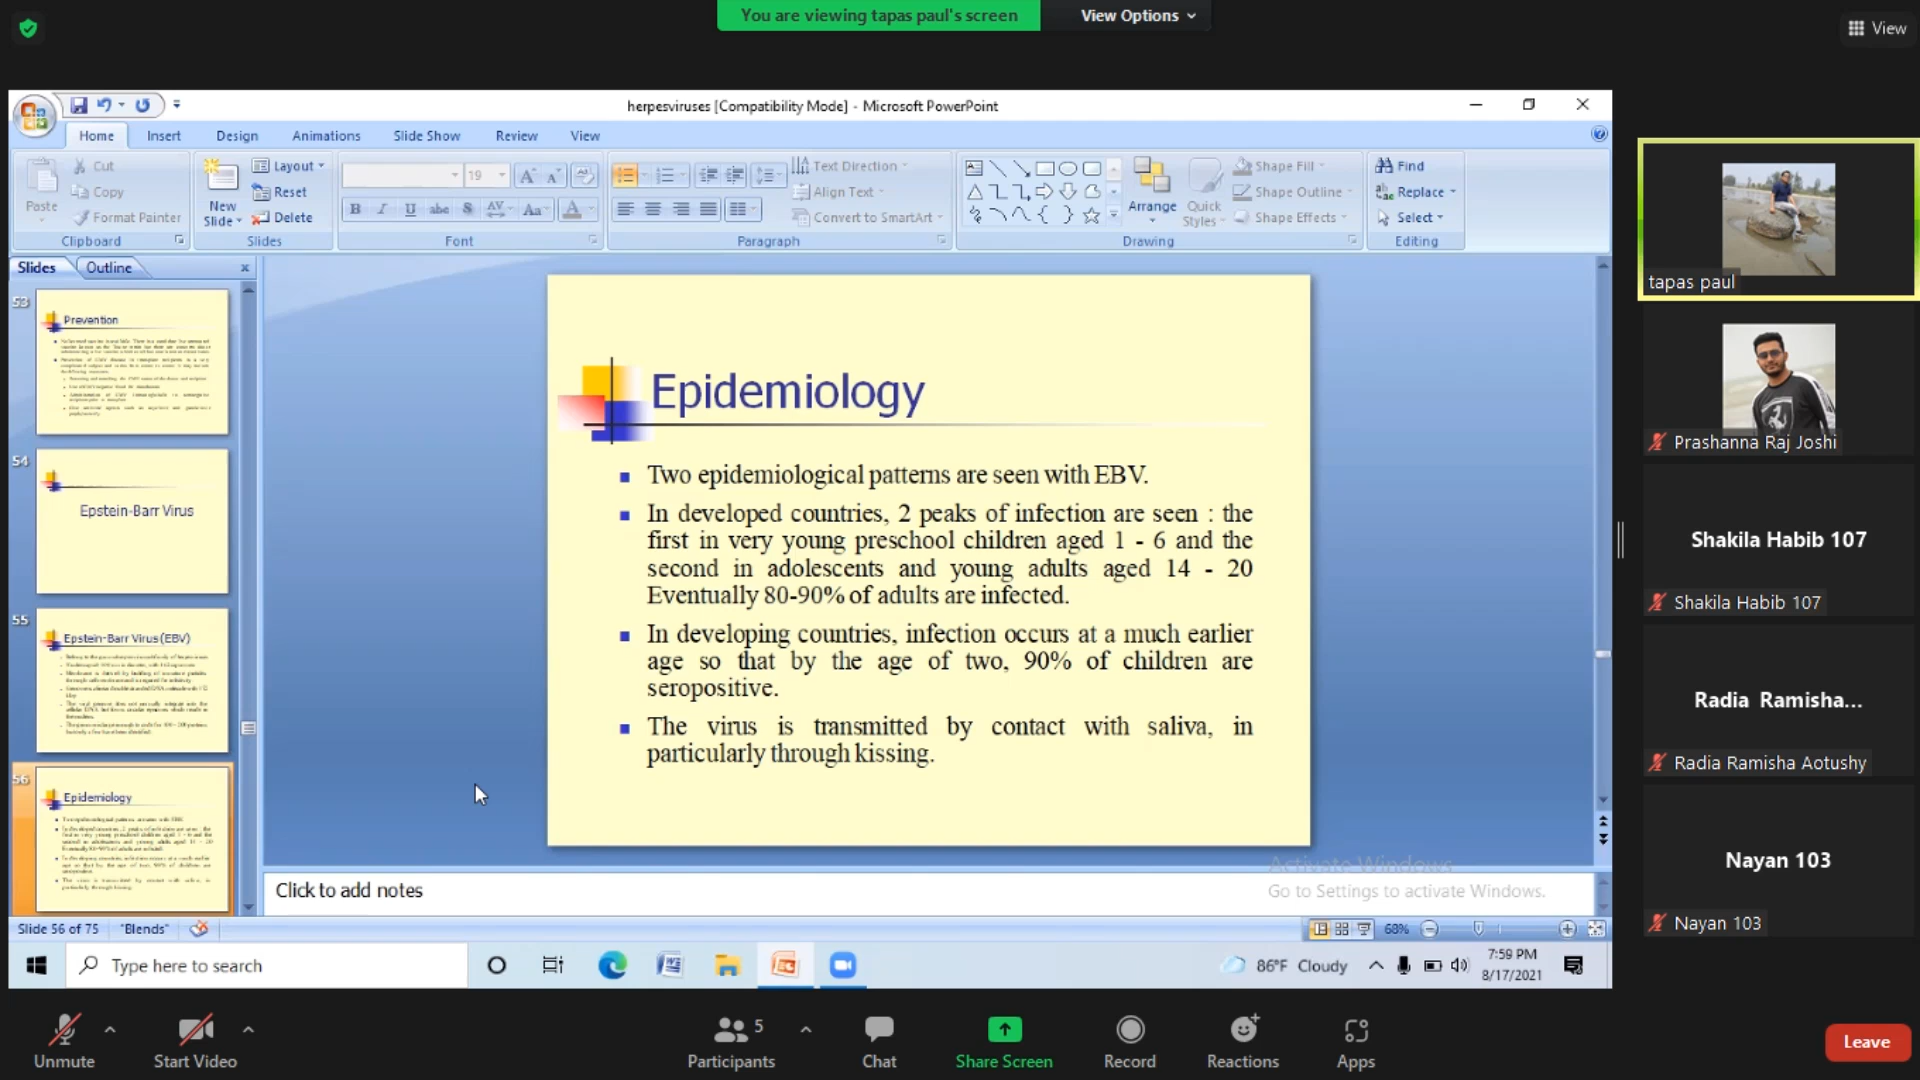 You are viewing tapas paul's screen
View Options
View
herpesviruses [Compatibility Mode] - Microsoft PowerPoint
Home Insert Design Animations Slide Show Review View
Paste
Cut
Copy
Format Painter
Clipboard
New Slide
Layout
Reset
Delete
Slides
19
B I U abc S AV Aa A
Font
Text Direction
Align Text
Convert to SmartArt
Paragraph
Arrange
Quick Styles
Shape Fill
Shape Outline
Shape Effects
Drawing
Find
Replace
Select
Editing
Slides Outline
53
Prevention
54
Epstein-Barr Virus
55
Epstein-Barr Virus (EBV)
56
Epidemiology
Epidemiology
Two epidemiological patterns are seen with EBV.
In developed countries, 2 peaks of infection are seen : the
first in very young preschool children aged 1 - 6 and the
second in adolescents and young adults aged 14 - 20
Eventually 80-90% of adults are infected.
In developing countries, infection occurs at a much earlier
age so that by the age of two, 90% of children are
seropositive.
The virus is transmitted by contact with saliva, in
particularly through kissing.
Click to add notes
Activate Windows
Go to Settings to activate Windows.
Slide 56 of 75 "Blends"
68%
Type here to search
86°F Cloudy
7:59 PM
8/17/2021
tapas paul
Prashanna Raj Joshi
Shakila Habib 107
Shakila Habib 107
Radia Ramisha...
Radia Ramisha Aotushy
Nayan 103
Nayan 103
Unmute
Start Video
5
Participants
Chat
Share Screen
Record
Reactions
Apps
Leave